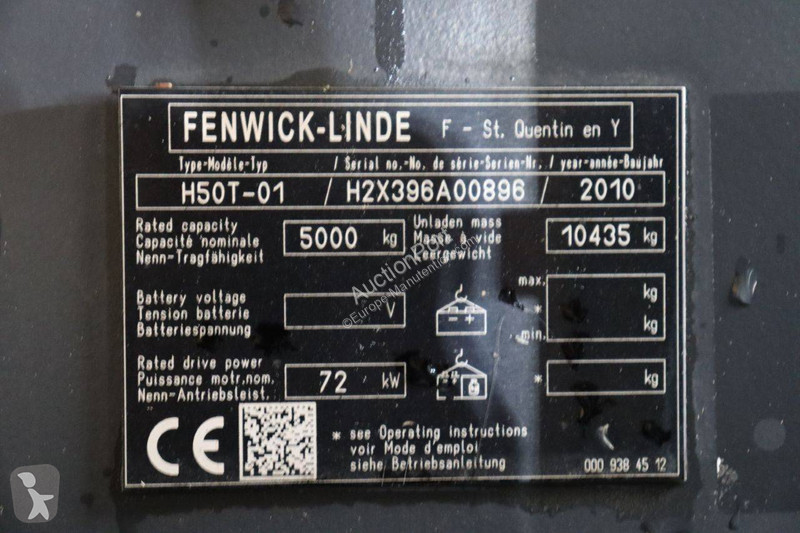 FENWICK-LINDE F - St. Quentin en Y
Type-Modèle-Typ / Serial no.-No. de série-Serien-Nr. / year-année-Baujahr
H50T-01 / H2X396A00896 / 2010
Rated capacity
Capacité nominale
Nenn-Tragfähigkeit
5000 kg
Unladen mass
Masse à vide
Leergewicht
10435 kg
Battery voltage
Tension batterie
Batteriespannung
V
max. kg
*
min. kg
Rated drive power
Puissance motr.nom.
Nenn-Antriebsleist.
72 kW
* kg
CE
* see Operating instructions
voir Mode d'emploi
siehe Betriebsanleitung
000 938 45 12
AuctionPort